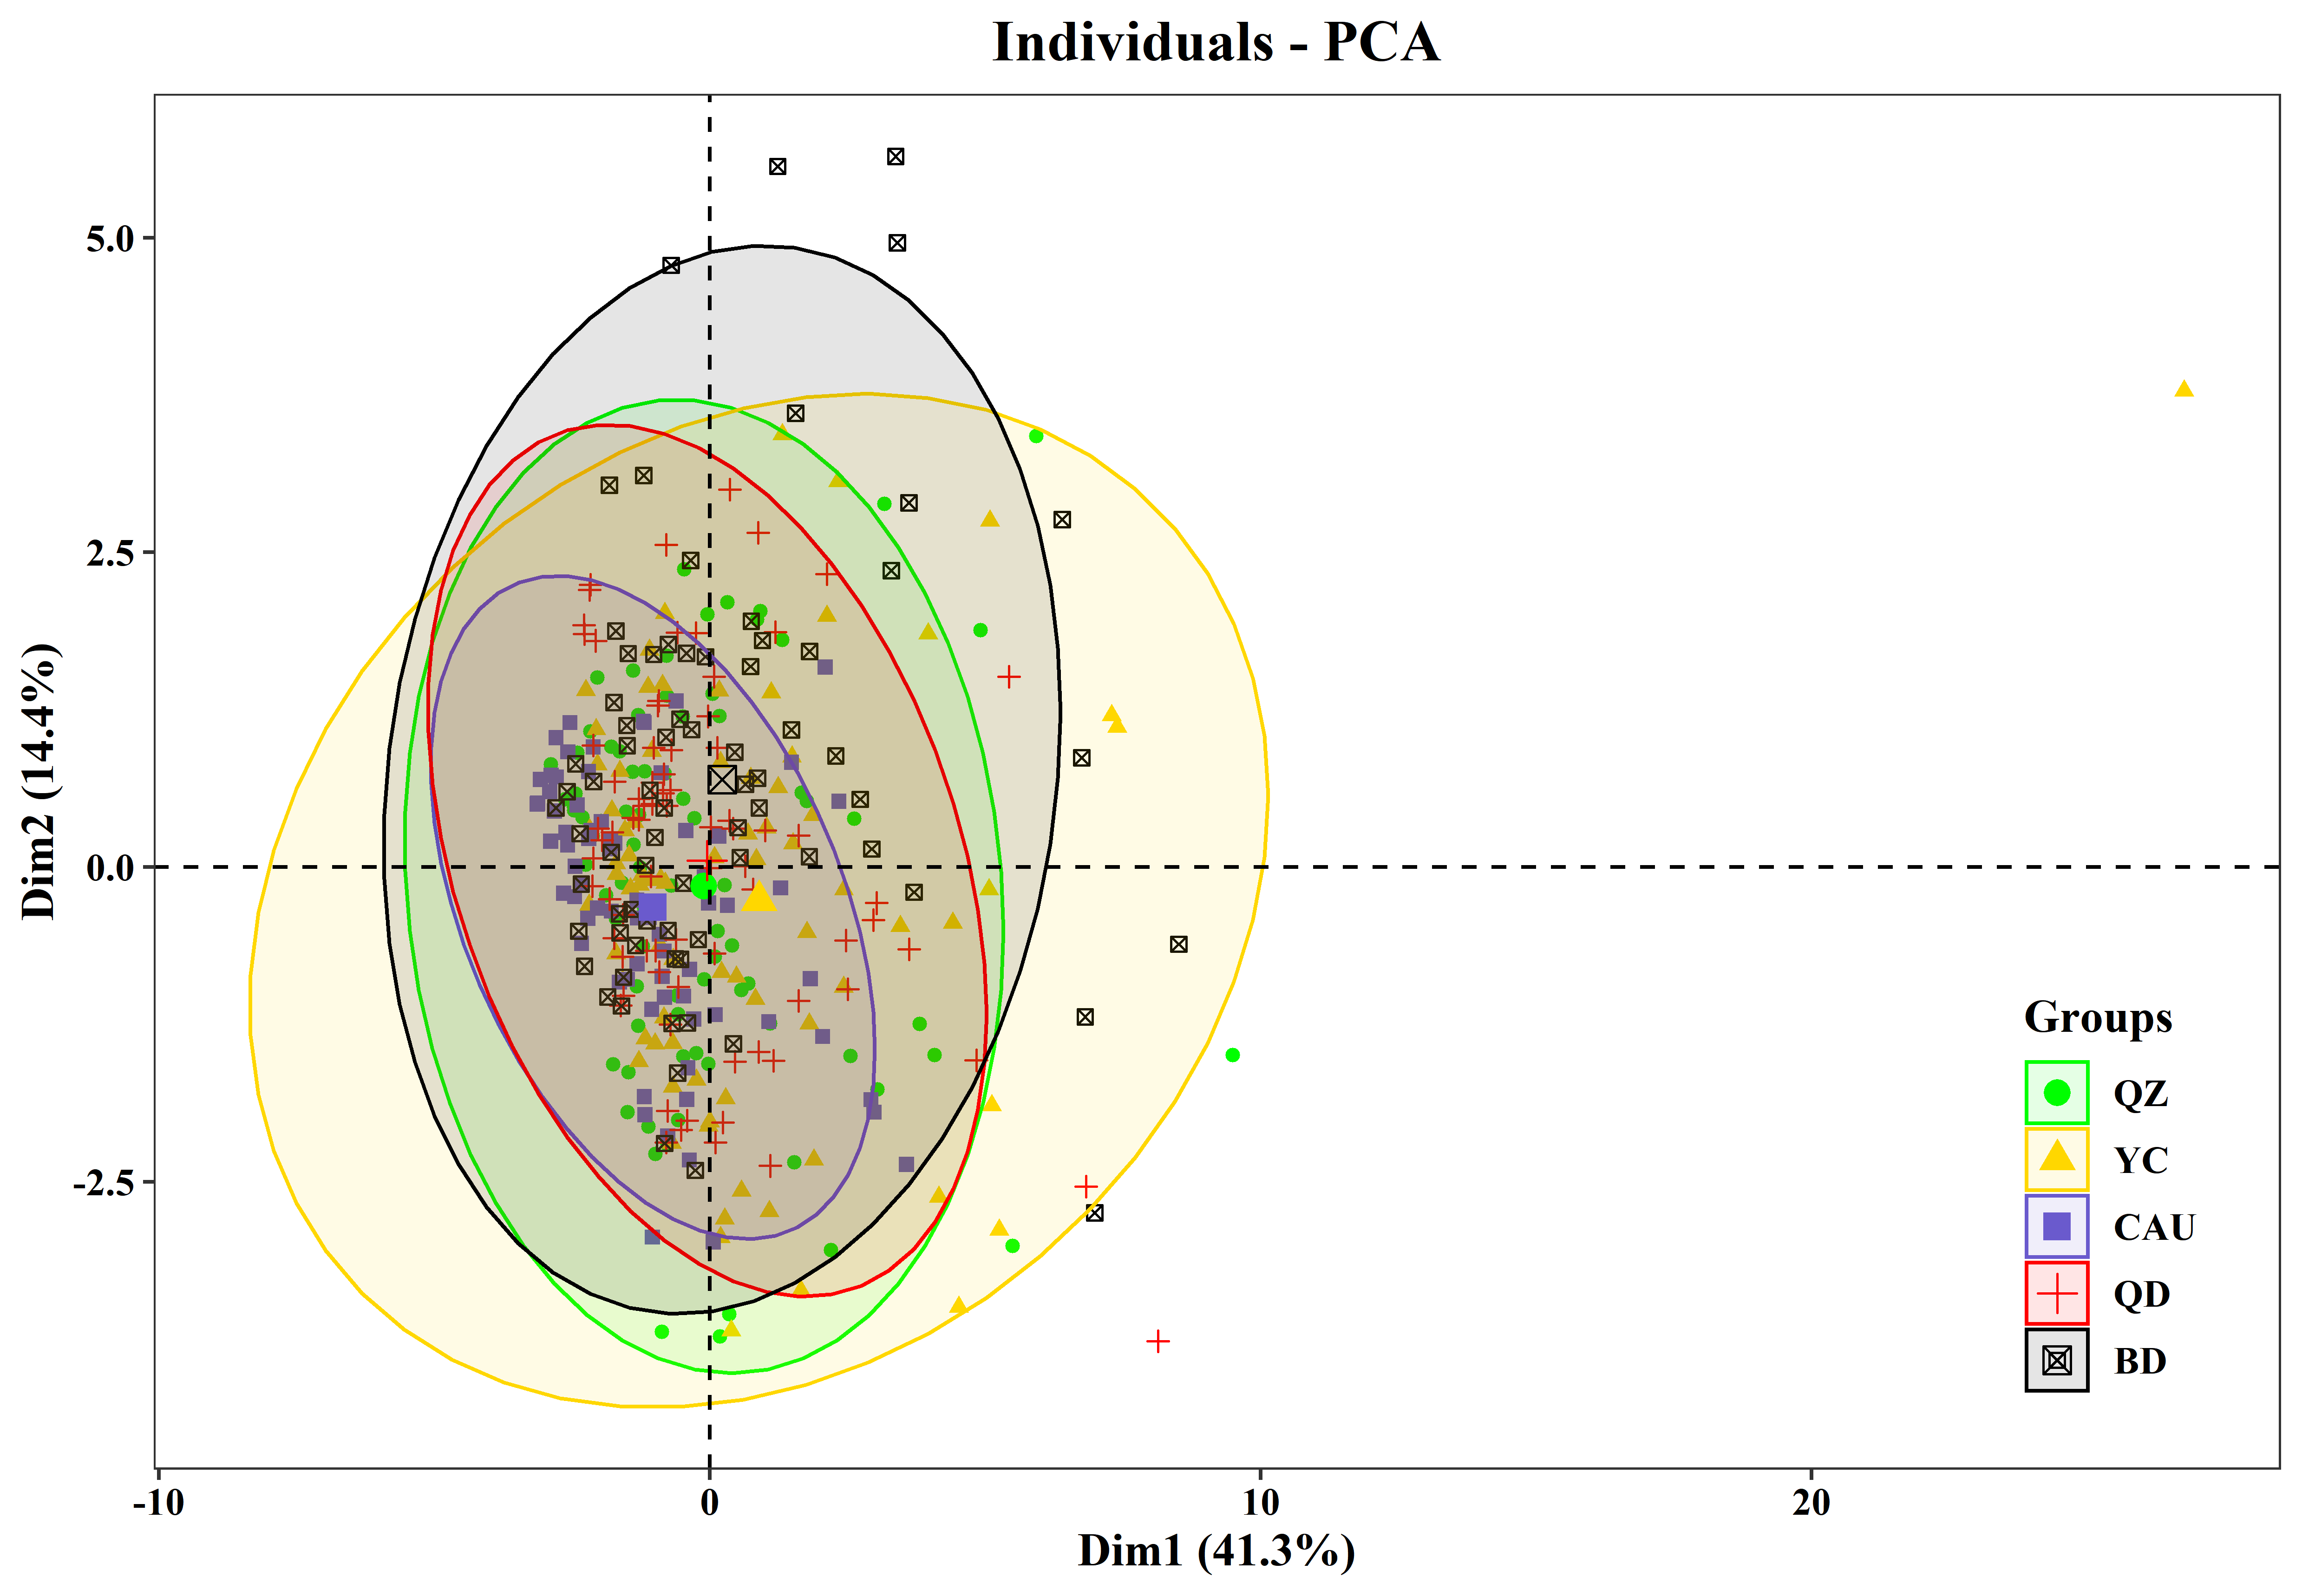 Individuals - PCA
5.0
2.5
0.0
-2.5
Dim2 (14.4%)
-10
0
10
20
Dim1 (41.3%)
Groups
QZ
YC
CAU
QD
BD